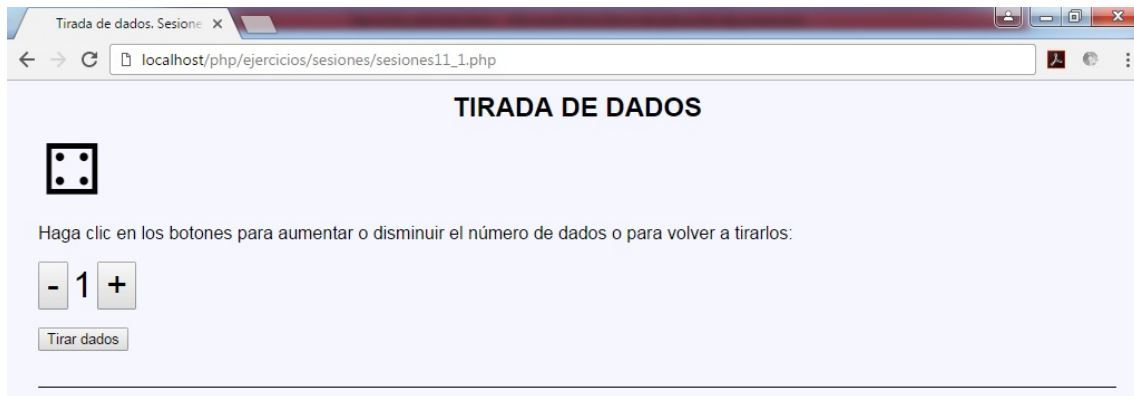 Tirada de dados. Sesione
localhost/php/ejercicios/sesiones/sesiones11_1.php
TIRADA DE DADOS
Haga clic en los botones para aumentar o disminuir el número de dados o para volver a tirarlos:
- 1 +
Tirar dados